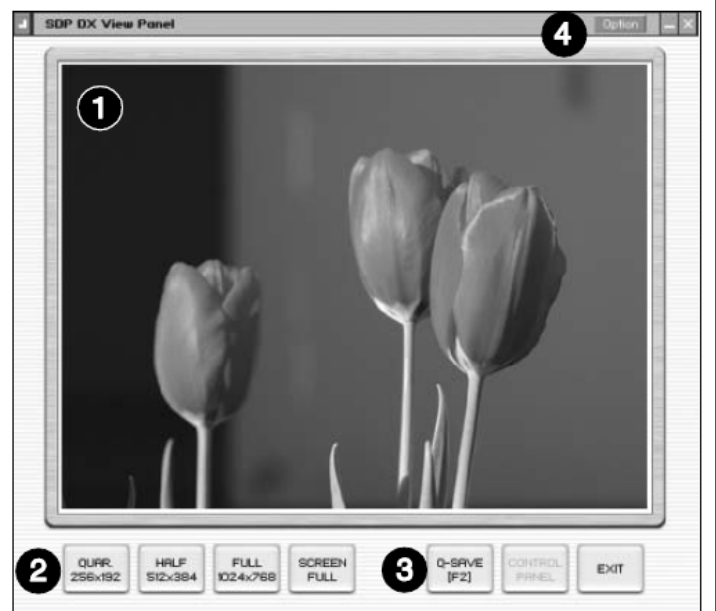 SDP DX View Panel
4
Option
1
2
QUAR.
256x192
HALF
512x384
FULL
1024x768
SCREEN
FULL
3
Q-SAVE
[F2]
CONTROL
PANEL
EXIT